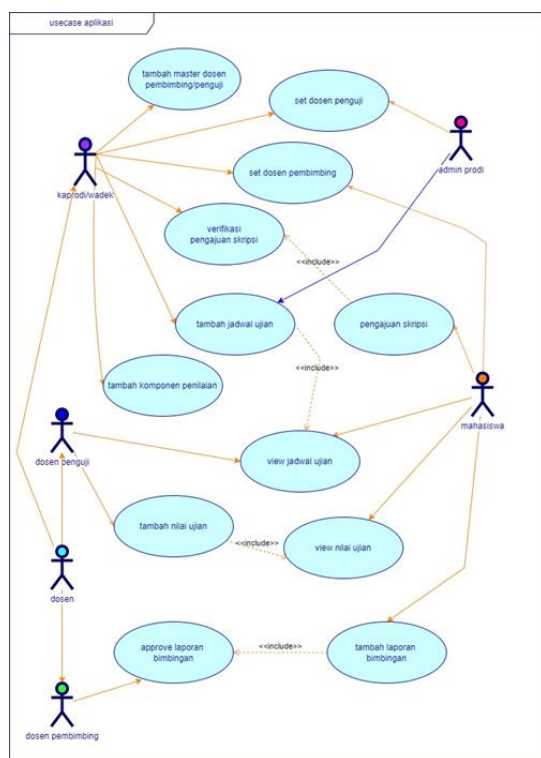 usecase aplikasi
tambah master dosen
pembimbing/penguji
set dosen penguji
admin prodi
kaprodi/wadek
set dosen pembimbing
verifikasi
pengajuan skripsi
<<include>>
tambah jadwal ujian
pengajuan skripsi
<<include>>
tambah komponen penilaian
mahasiswa
dosen penguji
view jadwal ujian
tambah nilai ujian
<<include>>
view nilai ujian
dosen
approve laporan
bimbingan
<<include>>
tambah laporan
bimbingan
dosen pembimbing